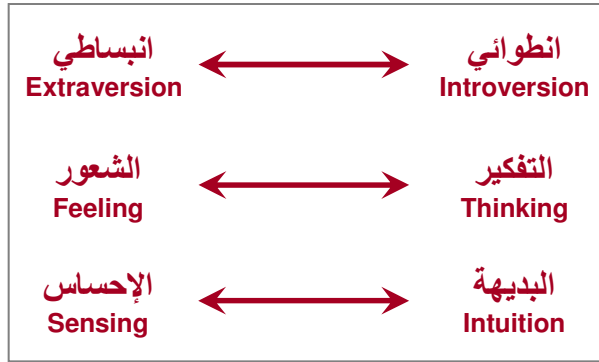 انبساطي
Extraversion
انطوائي
Introversion
الشعور
Feeling
التفكير
Thinking
الإحساس
Sensing
البديهة
Intuition